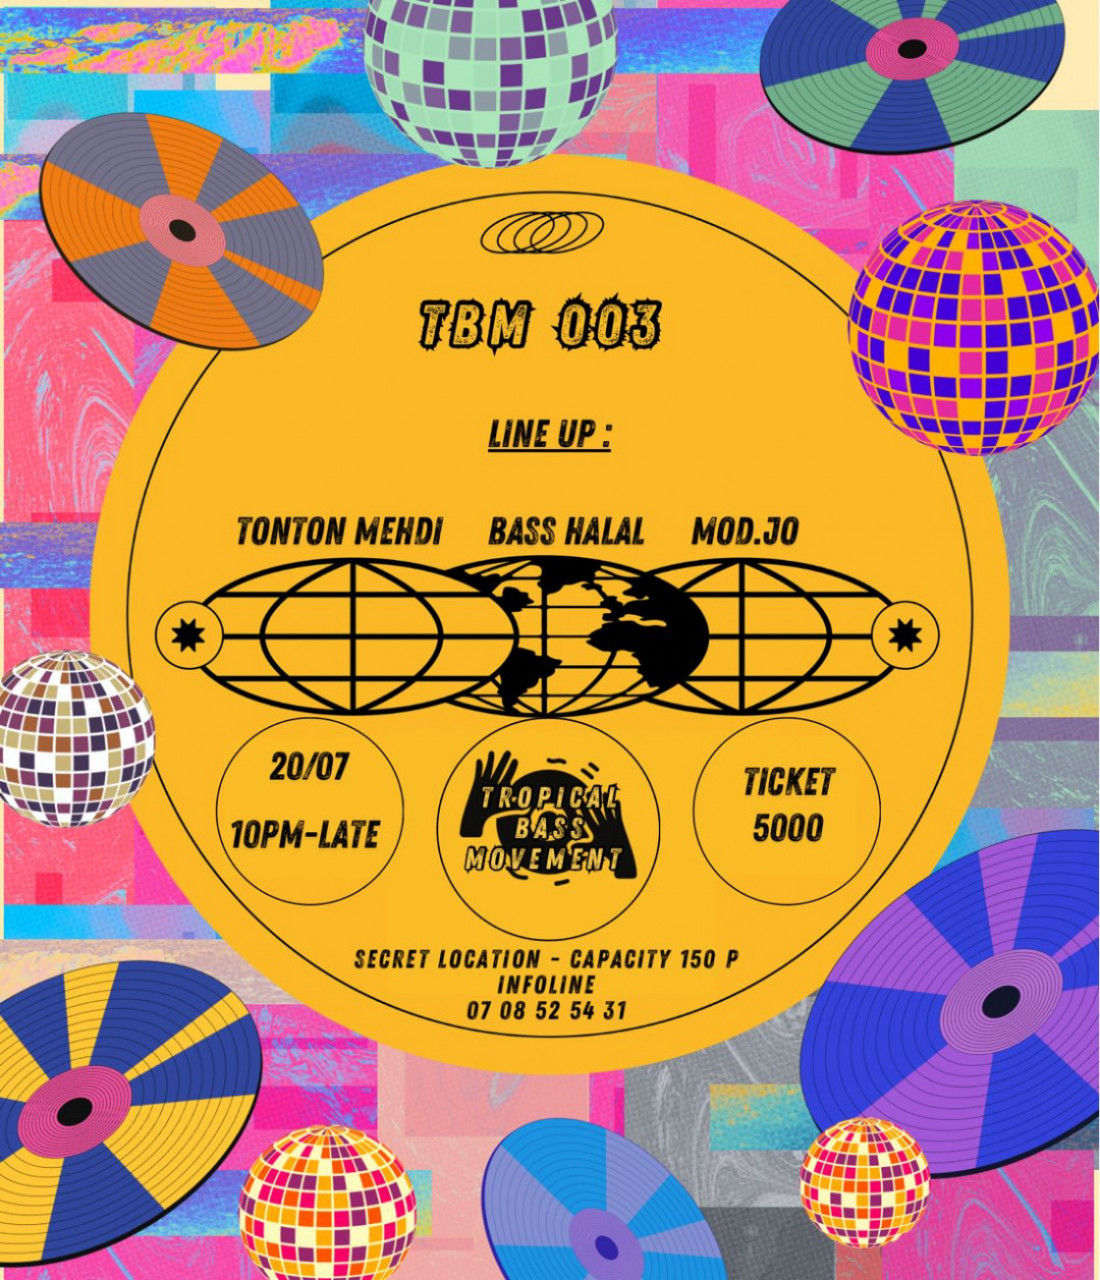 TBM 003
LINE UP :
TONTON MEHDI BASS HALAL MOD.JO
20/07
10PM-LATE
TROPICAL
BASS
MOVEMENT
TICKET
5000
SECRET LOCATION - CAPACITY 150 P
INFOLINE
07 08 52 54 31